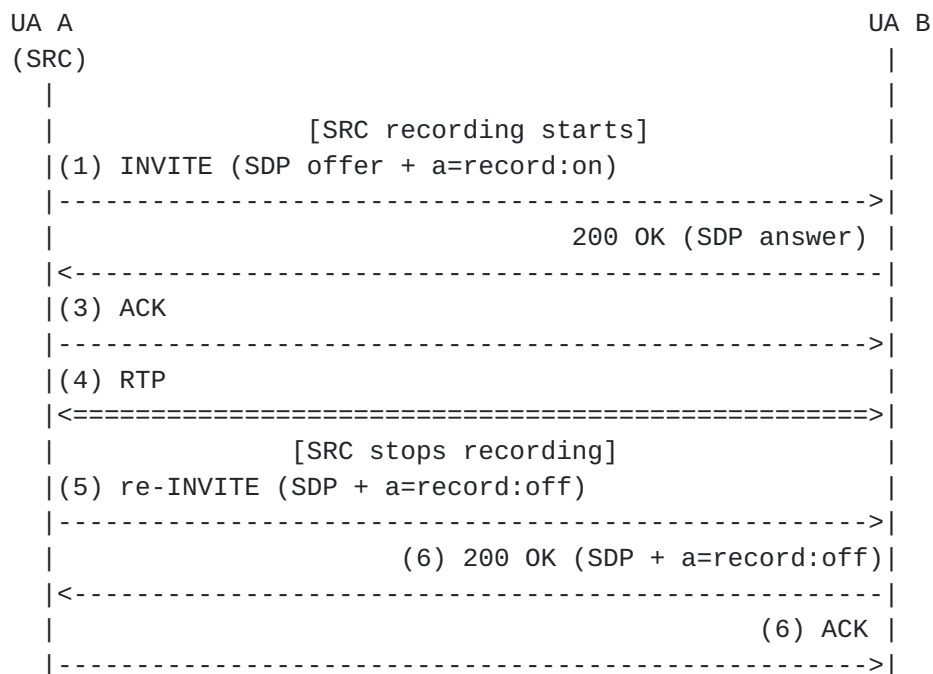 UA A                                                   UA B
(SRC)                                                   |
  |                                                     |
  |                [SRC recording starts]               |
  |(1) INVITE (SDP offer + a=record:on)                 |
  |---------------------------------------------------->|
  |                                 200 OK (SDP answer) |
  |<----------------------------------------------------|
  |(3) ACK                                              |
  |---------------------------------------------------->|
  |(4) RTP                                              |
  |<===================================================>|
  |               [SRC stops recording]                 |
  |(5) re-INVITE (SDP + a=record:off)                   |
  |---------------------------------------------------->|
  |                      (6) 200 OK (SDP + a=record:off)|
  |<----------------------------------------------------|
  |                                             (6) ACK |
  |---------------------------------------------------->|